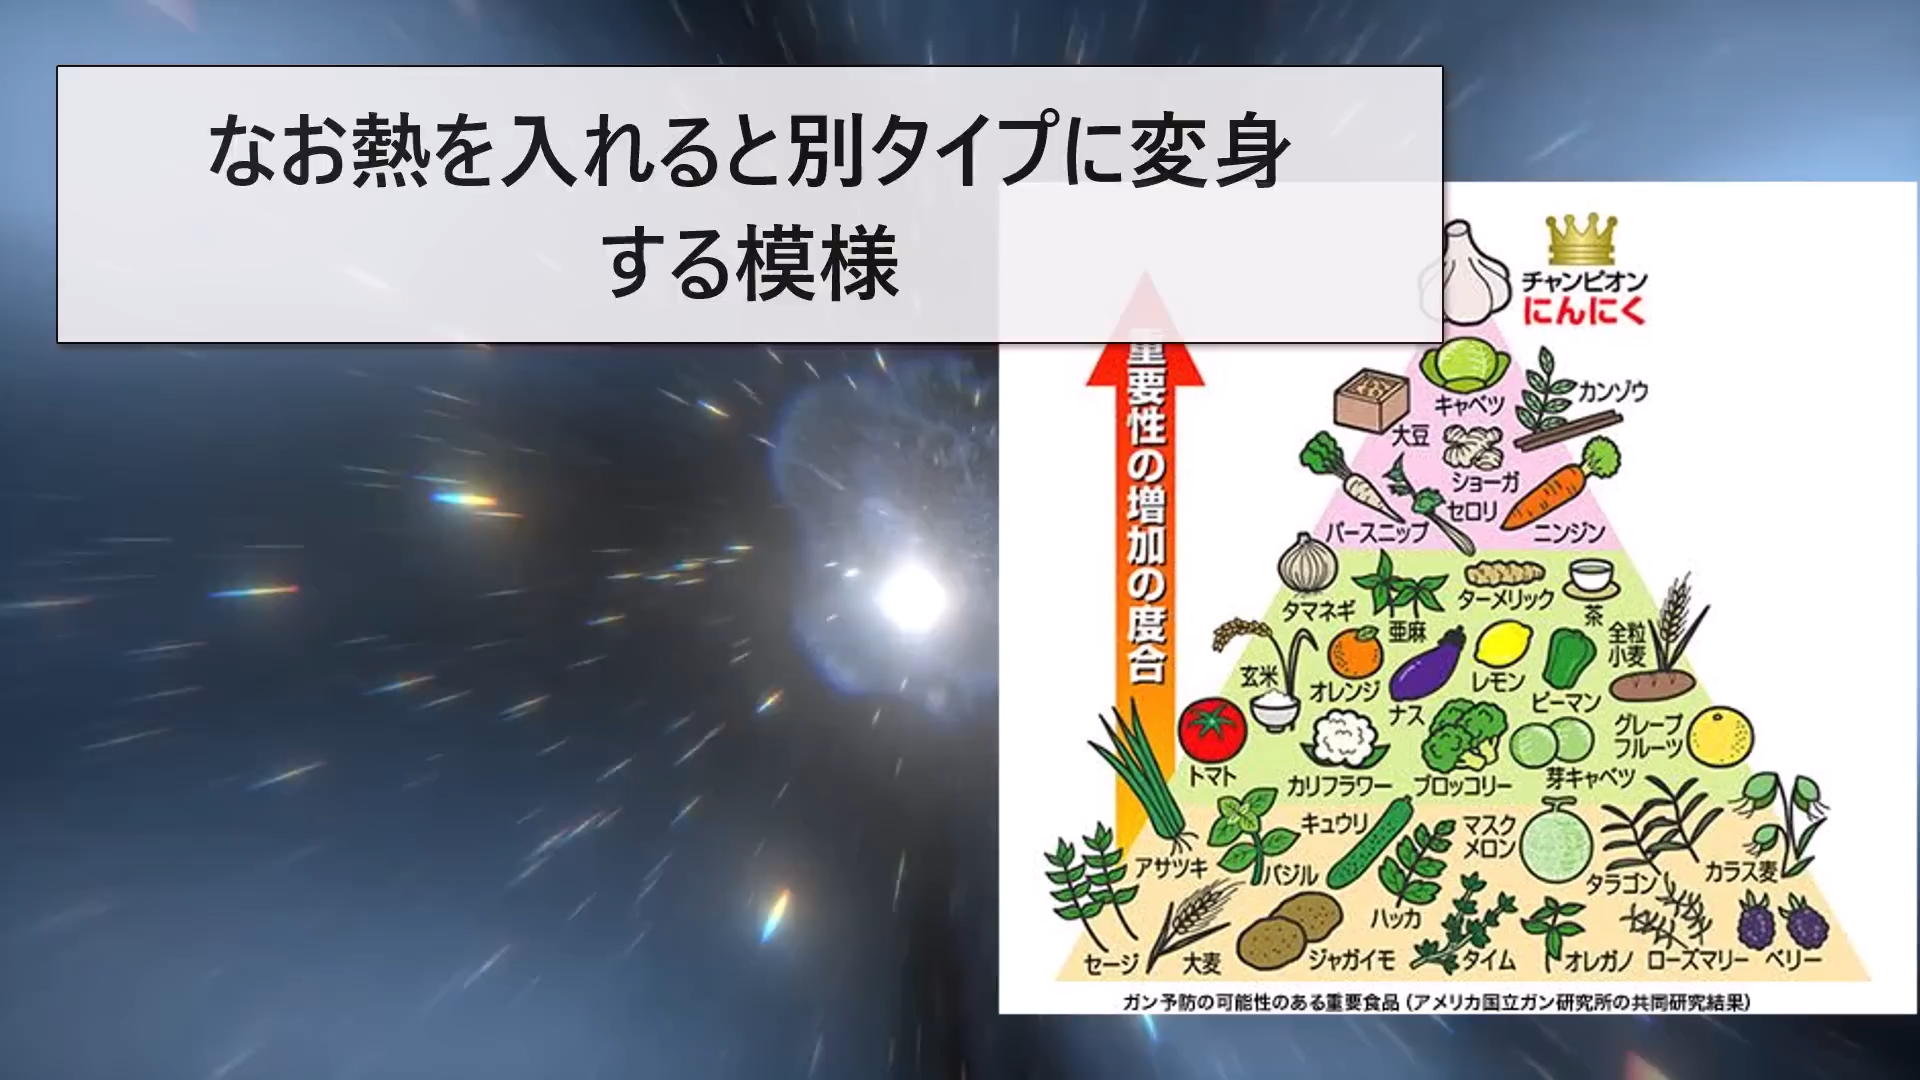 なお熱を入れると別タイプに変身
する模様
チャンピオン
にんにく
重要性の増加の度合
キャベツ
カンゾウ
大豆
ショーガ
セロリ
パースニップ
ニンジン
タマネギ
亜麻
ターメリック
茶
全粒
小麦
玄米
オレンジ
ナス
レモン
ピーマン
グレープ
フルーツ
トマト
カリフラワー
ブロッコリー
芽キャベツ
アサツキ
バジル
キュウリ
マスク
メロン
タラゴン
カラス麦
ハッカ
セージ
大麦
ジャガイモ
タイム
オレガノ
ローズマリー
ベリー
ガン予防の可能性のある重要食品（アメリカ国立ガン研究所の共同研究結果）